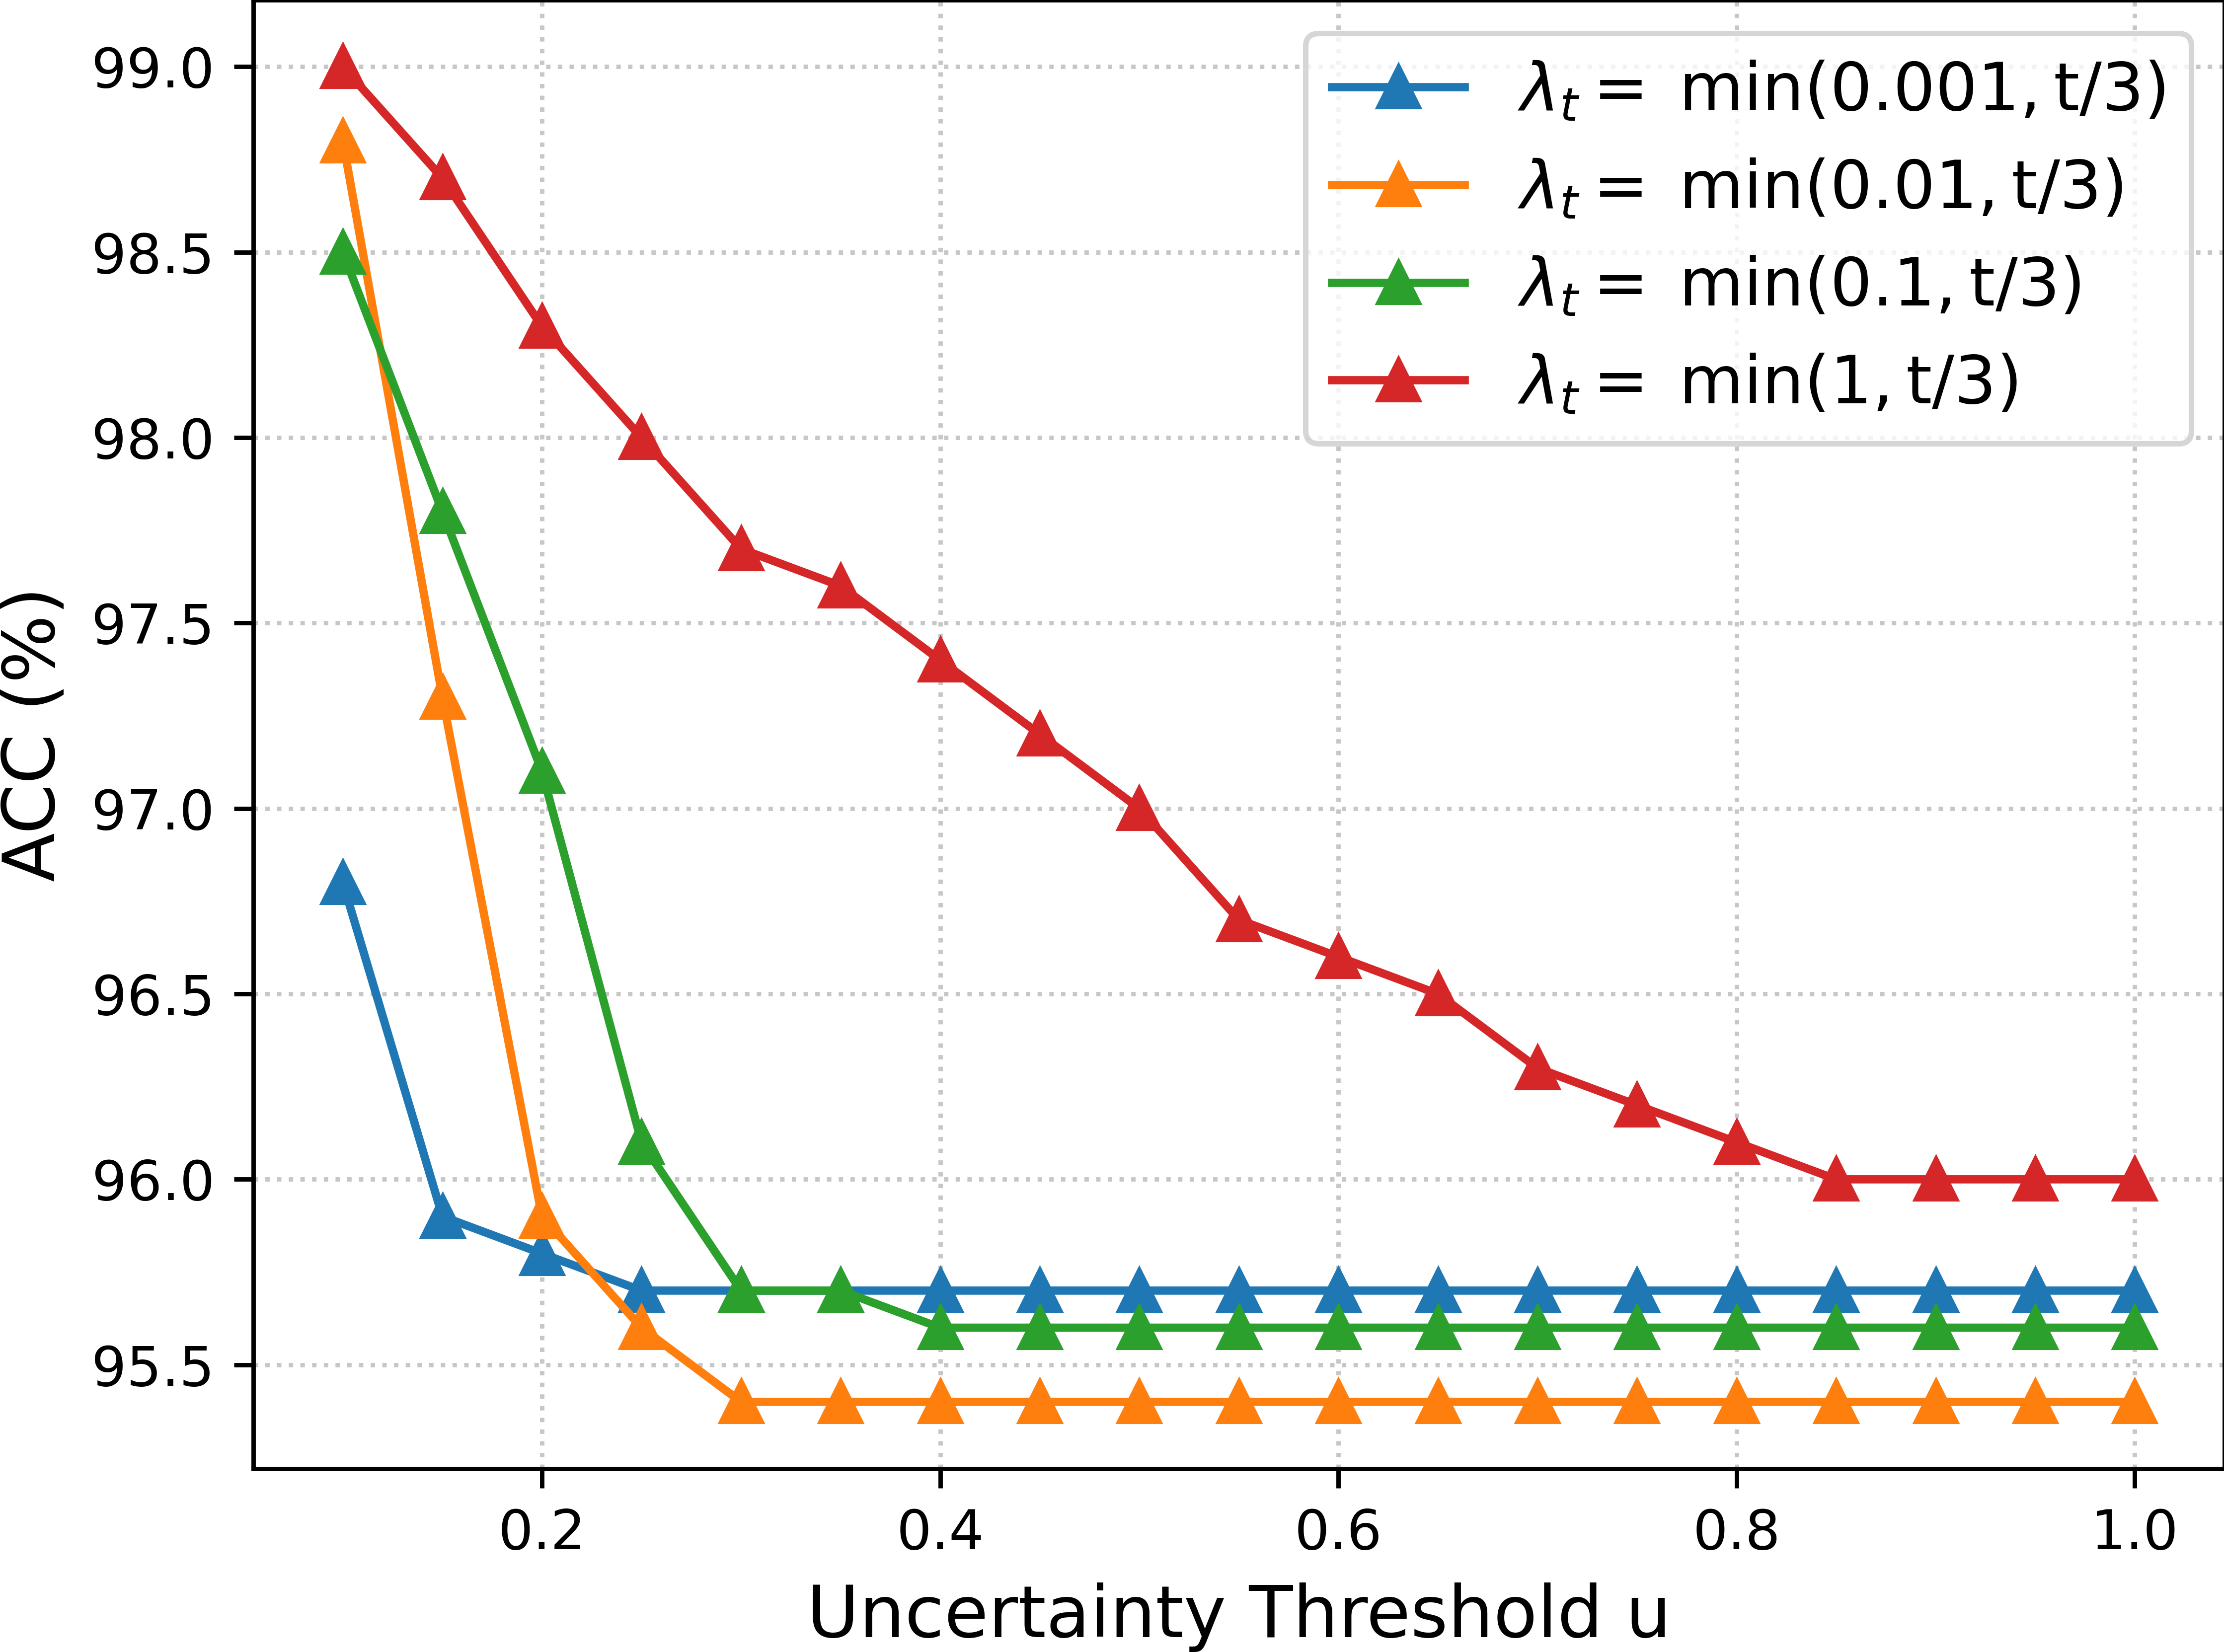 99.0
98.5
98.0
97.5
97.0
96.5
96.0
95.5
ACC (%)
λt = min(0.001, t/3)
λt = min(0.01, t/3)
λt = min(0.1, t/3)
λt = min(1, t/3)
0.2 0.4 0.6 0.8 1.0
Uncertainty Threshold u